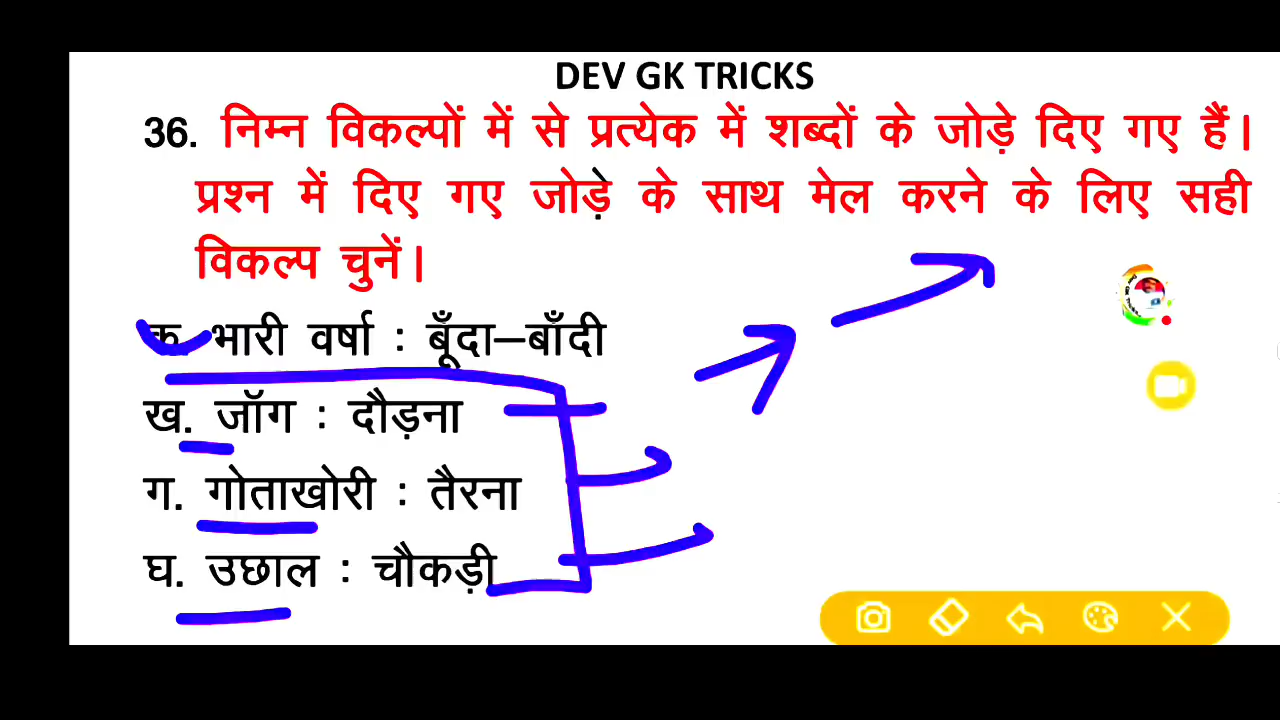 DEV GK TRICKS
36. निम्न विकल्पों में से प्रत्येक में शब्दों के जोड़े दिए गए हैं।
प्रश्न में दिए गए जोड़े के साथ मेल करने के लिए सही
विकल्प चुनें।
क. भारी वर्षा : बूँदा–बाँदी
ख. जॉग : दौड़ना
ग. गोताखोरी : तैरना
घ. उछाल : चौकड़ी